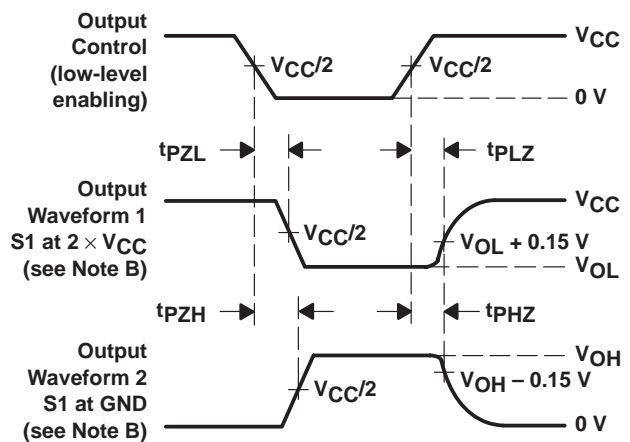 Output
Control
(low-level
enabling)
VCC
VCC/2
VCC/2
0 V
tPZL
tPLZ
Output
Waveform 1
S1 at 2 × VCC
(see Note B)
VCC
VCC/2
VOL + 0.15 V
VOL
tPZH
tPHZ
Output
Waveform 2
S1 at GND
(see Note B)
VOH
VCC/2
VOH – 0.15 V
0 V